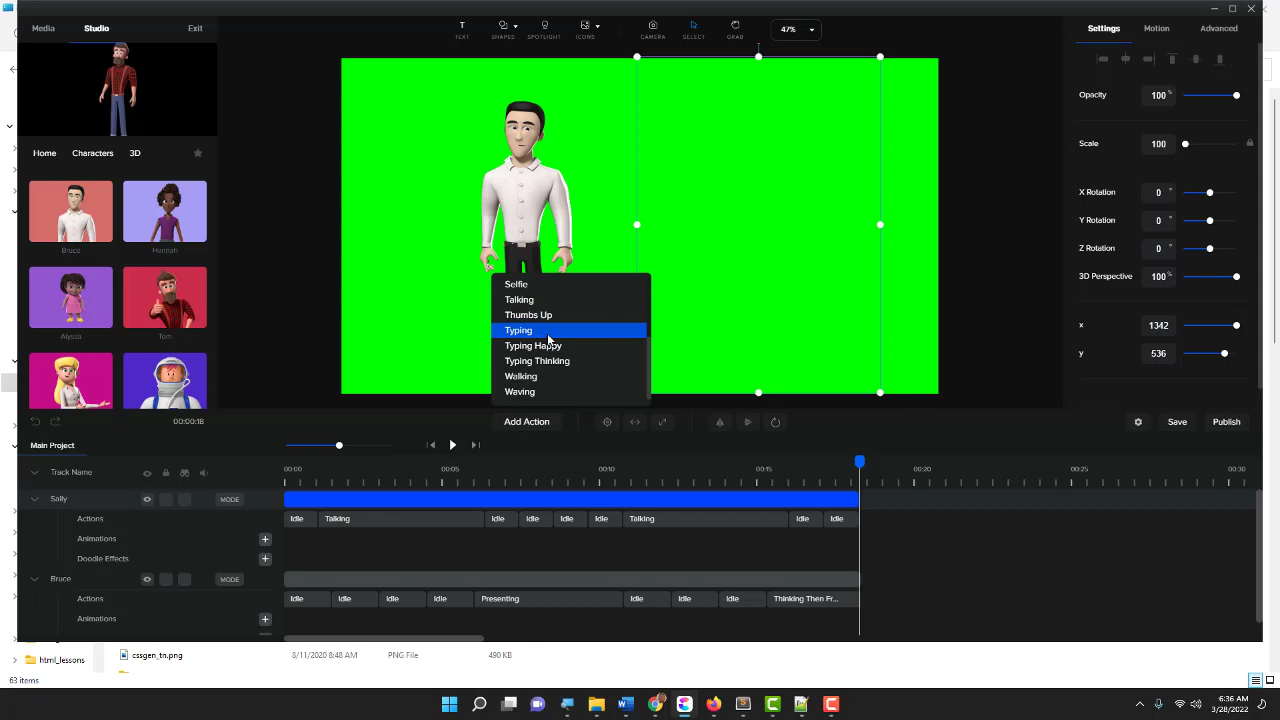 Media Studio Exit
TEXT SHAPES SPOTLIGHT ICONS CAMERA SELECT GRAB 47%
Settings Motion Advanced
Opacity 100 %
Scale 100
X Rotation 0 °
Y Rotation 0 °
Z Rotation 0 °
3D Perspective 100 %
x 1342
y 536
Home Characters 3D
Bruce Hannah
Alyssa Tom
Selfie
Talking
Thumbs Up
Typing
Typing Happy
Typing Thinking
Walking
Waving
00:00:18 Add Action Save Publish
Main Project
Track Name 00:00 00:05 00:10 00:15 00:20 00:25 00:30
Sally MODE
Actions Idle Talking Idle Idle Idle Idle Talking Idle Idle
Animations
Doodle Effects
Bruce MODE
Actions Idle Idle Idle Idle Presenting Idle Idle Idle Thinking Then Fr...
Animations
html_lessons cssgen_tn.png 8/11/2020 8:48 AM PNG File 490 KB
63 items
6:36 AM
3/28/2022